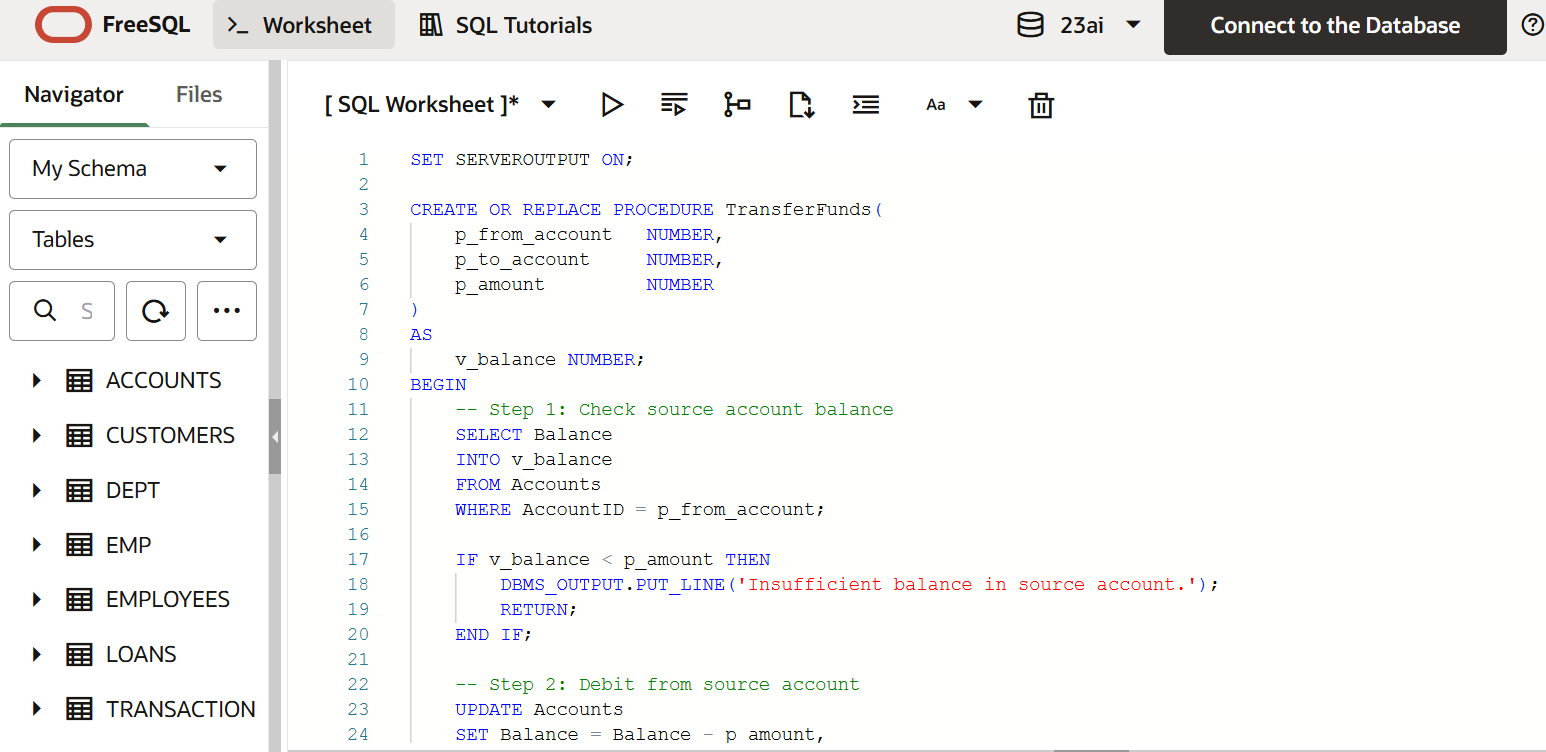 FreeSQL
>_ Worksheet
SQL Tutorials
23ai
Connect to the Database
?
Navigator
Files
My Schema
Tables
S
ACCOUNTS
CUSTOMERS
DEPT
EMP
EMPLOYEES
LOANS
TRANSACTION
[ SQL Worksheet ]*
Aa
1 SET SERVEROUTPUT ON;
2
3 CREATE OR REPLACE PROCEDURE TransferFunds(
4     p_from_account   NUMBER,
5     p_to_account     NUMBER,
6     p_amount         NUMBER
7 )
8 AS
9     v_balance NUMBER;
10 BEGIN
11     -- Step 1: Check source account balance
12     SELECT Balance
13     INTO v_balance
14     FROM Accounts
15     WHERE AccountID = p_from_account;
16
17     IF v_balance < p_amount THEN
18         DBMS_OUTPUT.PUT_LINE('Insufficient balance in source account.');
19         RETURN;
20     END IF;
21
22     -- Step 2: Debit from source account
23     UPDATE Accounts
24     SET Balance = Balance - p_amount,